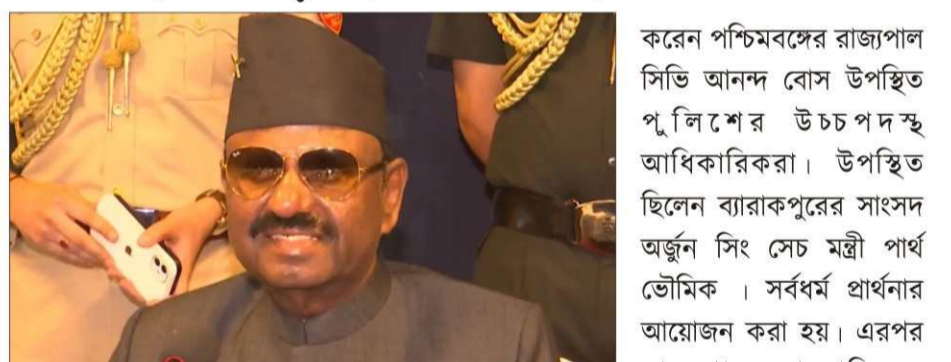 করেন পশ্চিমবঙ্গের রাজ্যপাল
সিভি আনন্দ বোস উপস্থিত
পুলিশের উচ্চপদস্থ
আধিকারিকরা। উপস্থিত
ছিলেন ব্যারাকপুরের সাংসদ
অর্জুন সিং সেচ মন্ত্রী পার্থ
ভৌমিক । সর্বধর্ম প্রার্থনার
আয়োজন করা হয়। এরপর